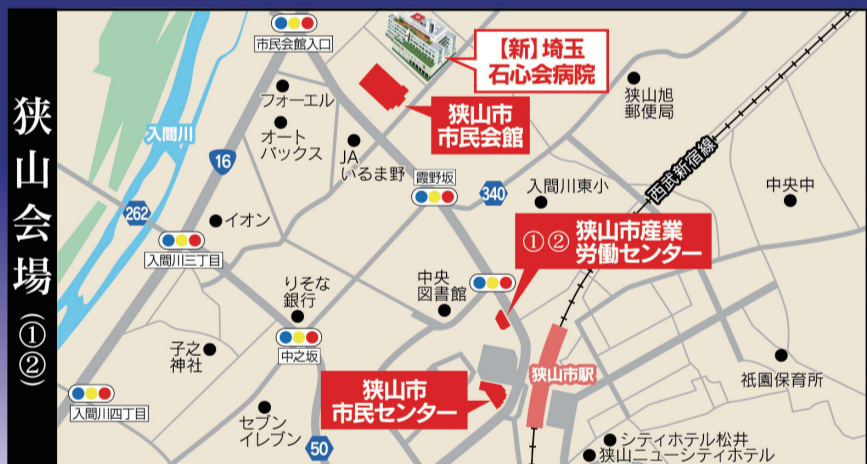 狭山会場(①②)
市民会館入口
【新】埼玉
石心会病院
狭山市
市民会館
フォーエル
オート
バックス
JA
いるま野
狭山旭
郵便局
入間川
16
262
入間川三丁目
イオン
霞野坂
340
入間川東小
西武新宿線
中央中
①② 狭山市産業
労働センター
りそな
銀行
中央
図書館
中之坂
子之
神社
入間川四丁目
狭山市
市民センター
狭山市駅
祇園保育所
セブン
イレブン
50
シティホテル松井
狭山ニューシティホテル